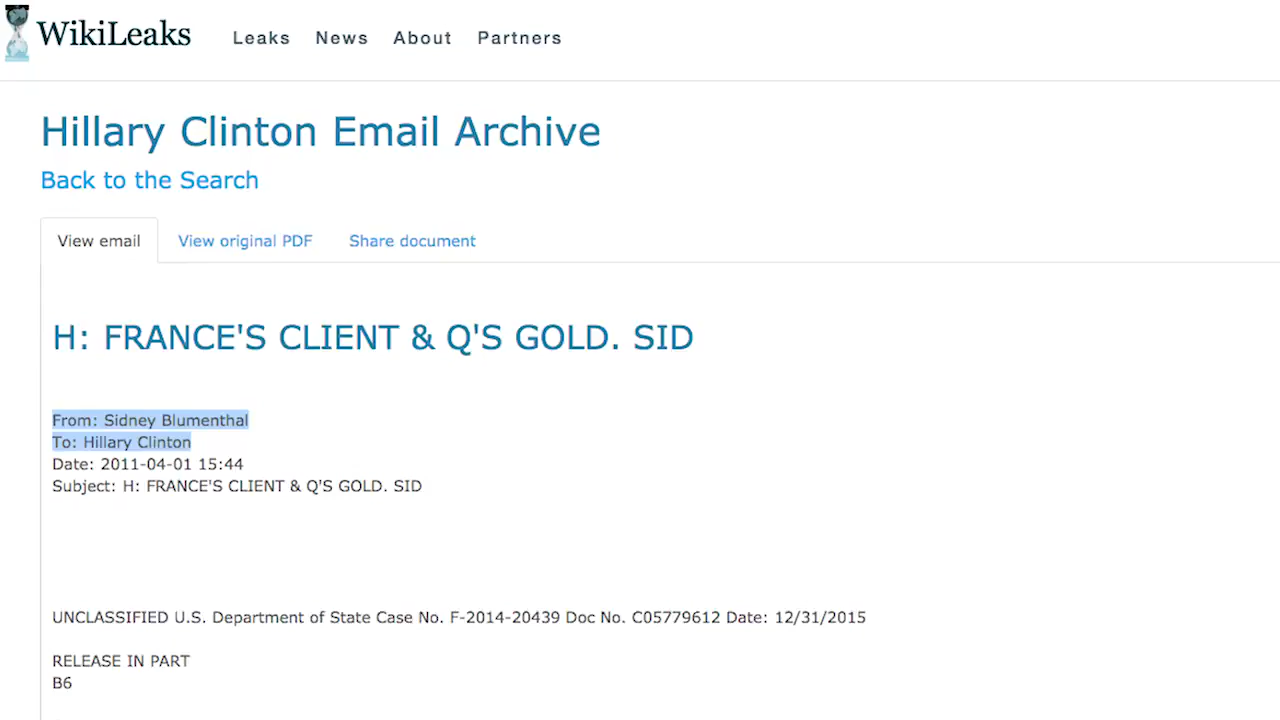 WikiLeaks Leaks News About Partners
Hillary Clinton Email Archive
Back to the Search
View email View original PDF Share document
H: FRANCE'S CLIENT & Q'S GOLD. SID
From: Sidney Blumenthal
To: Hillary Clinton
Date: 2011-04-01 15:44
Subject: H: FRANCE'S CLIENT & Q'S GOLD. SID
UNCLASSIFIED U.S. Department of State Case No. F-2014-20439 Doc No. C05779612 Date: 12/31/2015
RELEASE IN PART
B6